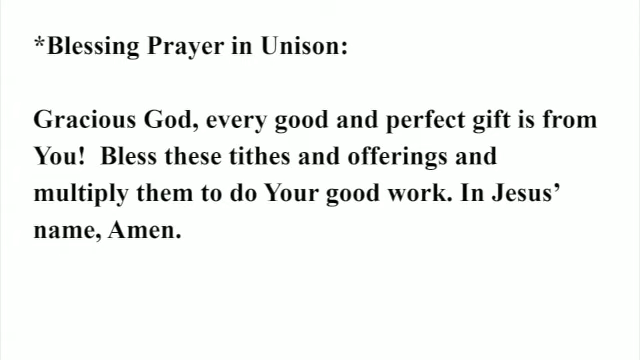 *Blessing Prayer in Unison:
Gracious God, every good and perfect gift is from
You!  Bless these tithes and offerings and
multiply them to do Your good work. In Jesus’
name, Amen.